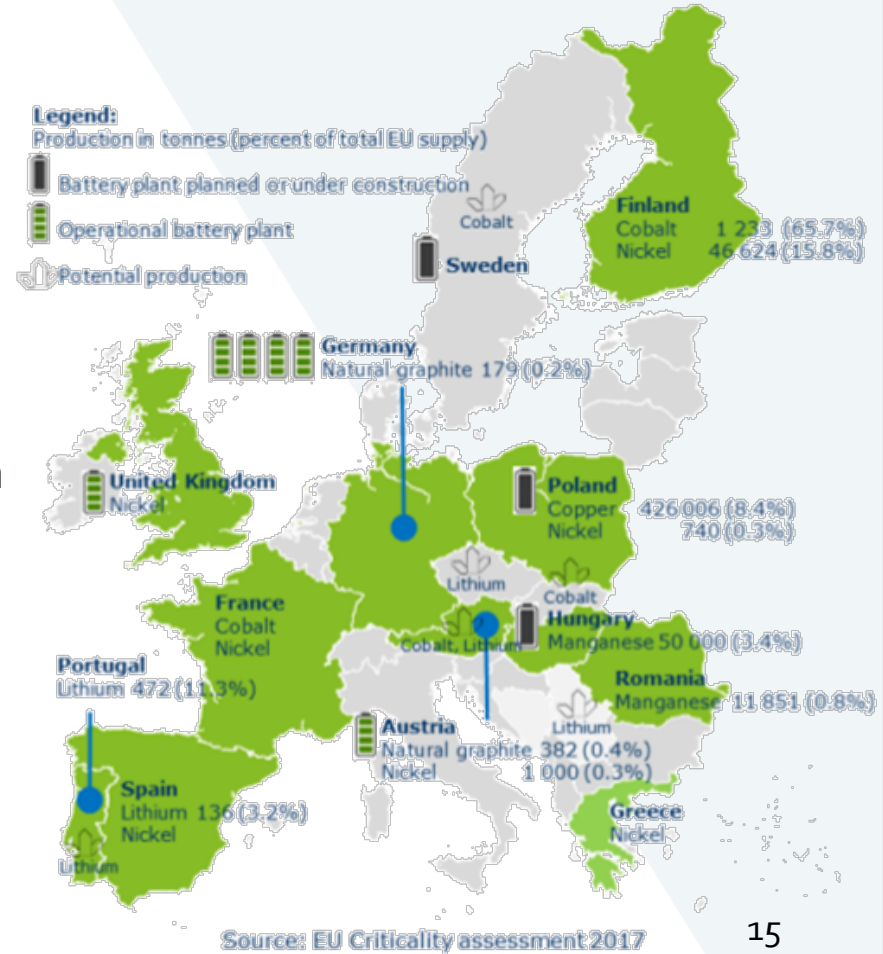 Legend:
Production in tonnes (percent of total EU supply)
Battery plant planned or under construction
Operational battery plant
Potential production
Cobalt
Sweden
Finland
Cobalt 1 233 (65.7%)
Nickel 46 624 (15.8%)
Germany
Natural graphite 179 (0.2%)
United Kingdom
Nickel
Poland
Copper 426 006 (8.4%)
Nickel 740 (0.3%)
Lithium
Cobalt
France
Cobalt
Nickel
Cobalt, Lithium
Hungary
Manganese 50 000 (3.4%)
Portugal
Lithium 472 (11.3%)
Romania
Manganese 11 851 (0.8%)
Lithium
Austria
Natural graphite 382 (0.4%)
Nickel 1 000 (0.3%)
Spain
Lithium 136 (3.2%)
Nickel
Lithium
Greece
Nickel
Source: EU Criticality assessment 2017
15